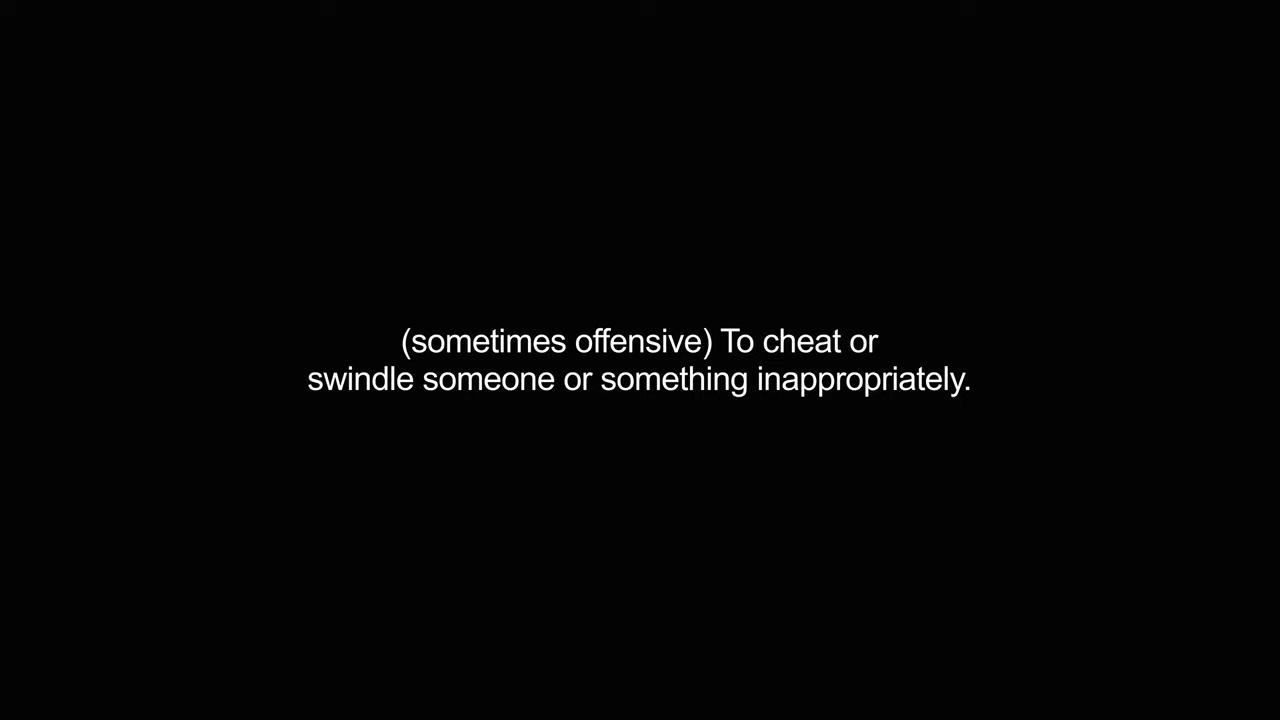 (sometimes offensive) To cheat or
swindle someone or something inappropriately.